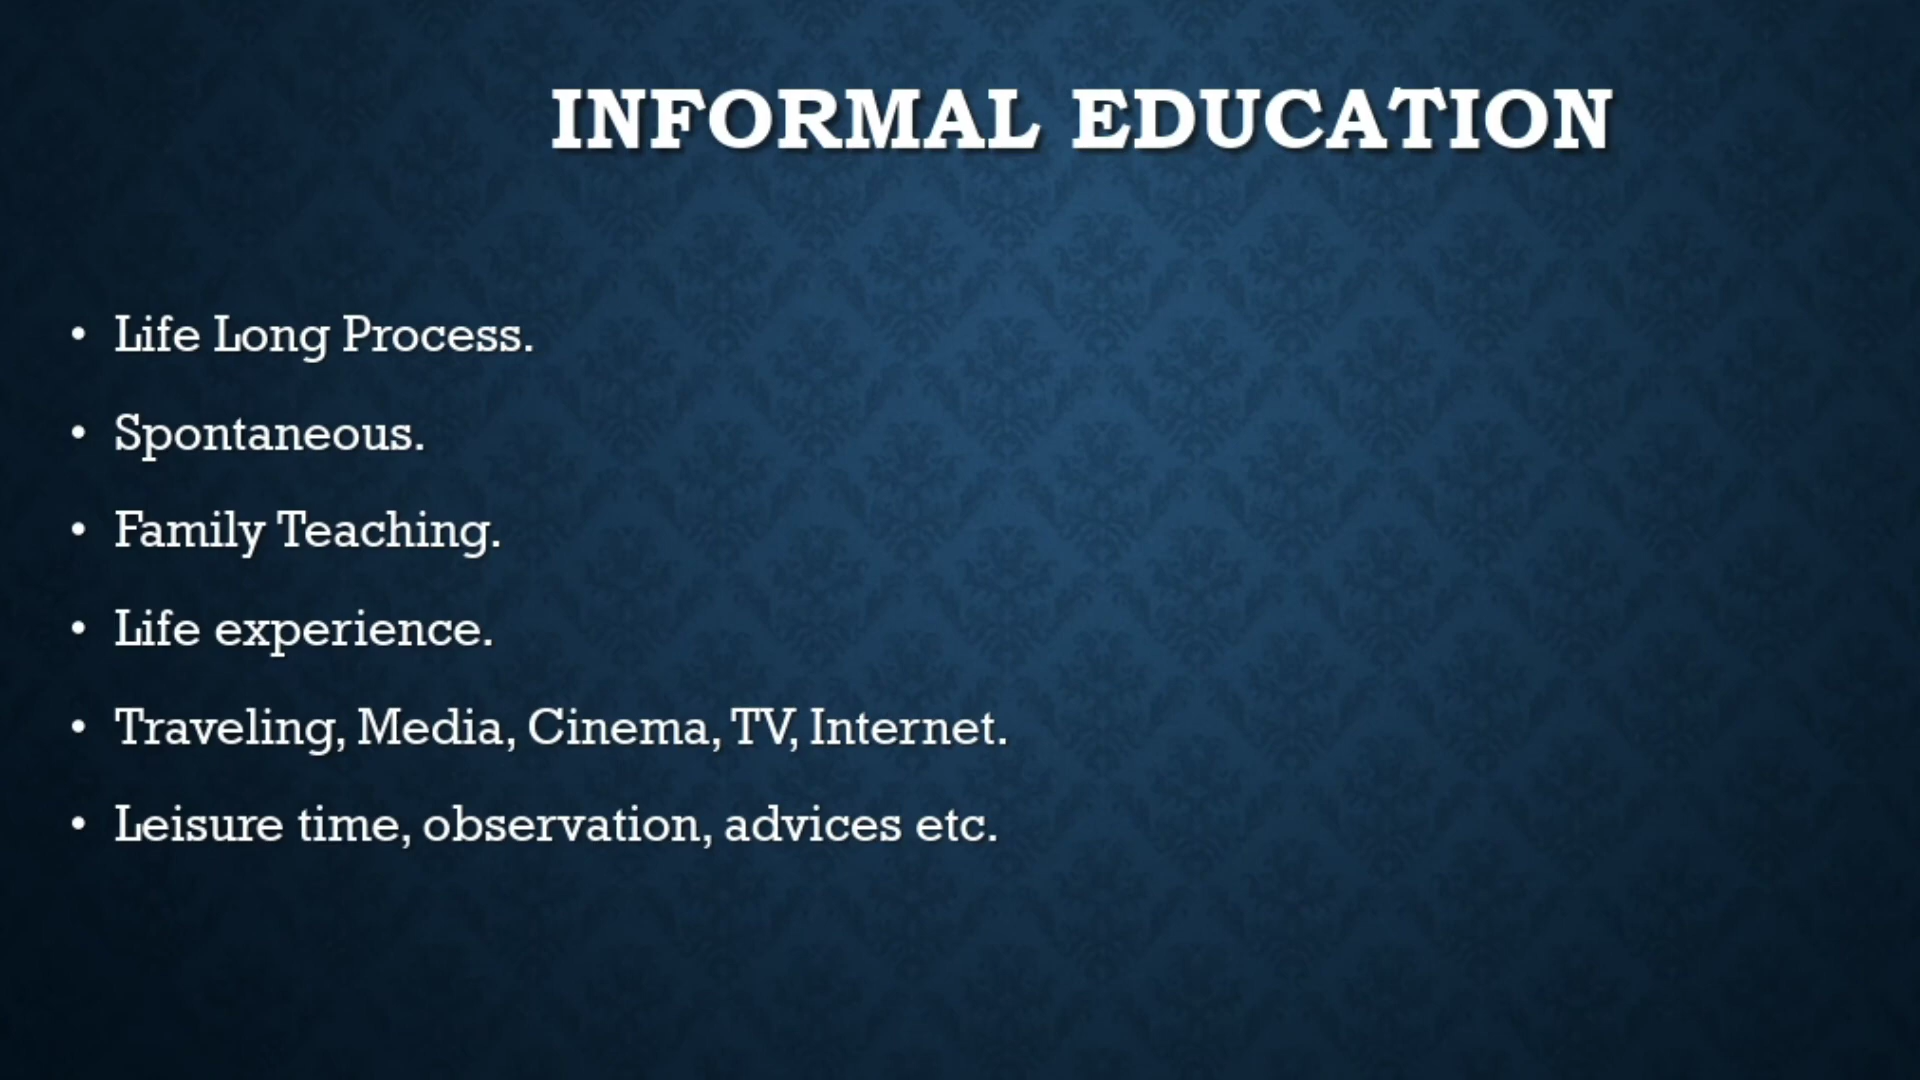 INFORMAL EDUCATION
• Life Long Process.
• Spontaneous.
• Family Teaching.
• Life experience.
• Traveling, Media, Cinema, TV, Internet.
• Leisure time, observation, advices etc.